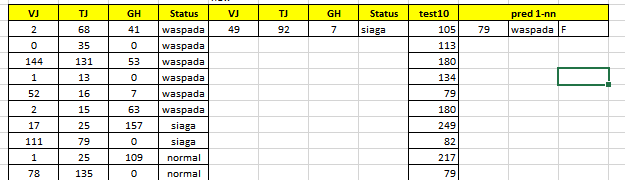 VJ TJ GH Status VJ TJ GH Status test10 pred 1-nn
2 68 41 waspada 49 92 7 siaga 105 79 waspada F
0 35 0 waspada 113
144 131 53 waspada 180
1 13 0 waspada 134
52 16 7 waspada 79
2 15 63 waspada 180
17 25 157 siaga 249
111 79 0 siaga 82
1 25 109 normal 217
78 135 0 normal 79